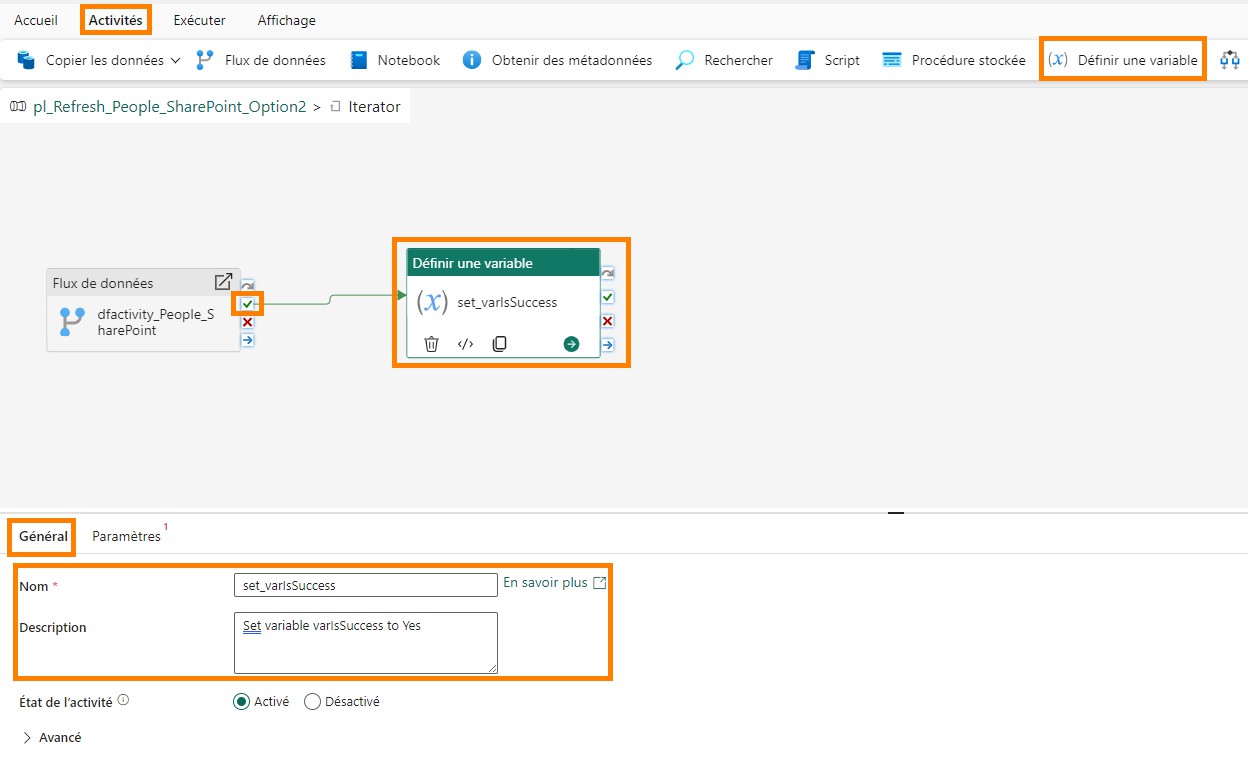 Accueil Activités Exécuter Affichage
Copier les données Flux de données Notebook Obtenir des métadonnées Rechercher Script Procédure stockée (x) Définir une variable
pl_Refresh_People_SharePoint_Option2 > Iterator
Définir une variable
(x) set_varIsSuccess
Flux de données
dfactivity_People_S
harePoint
Général Paramètres 1
Nom * set_varIsSuccess En savoir plus
Description Set variable varIsSuccess to Yes
État de l'activité Activé Désactivé
Avancé